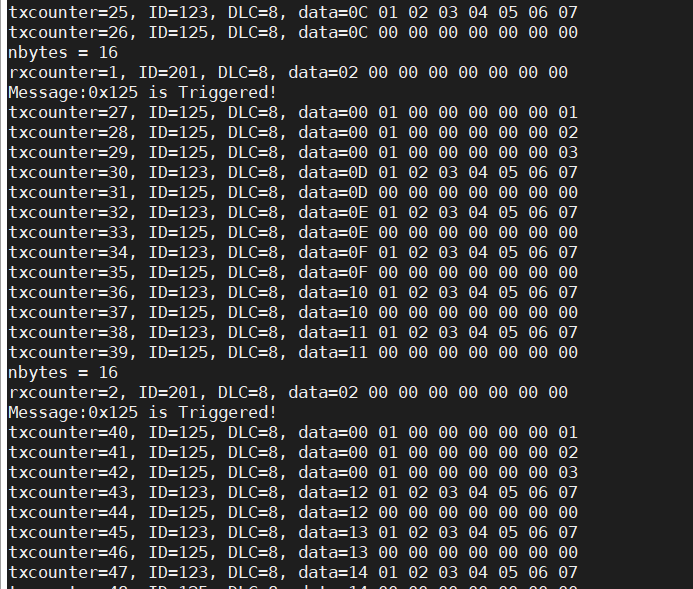 txcounter=25, ID=123, DLC=8, data=0C 01 02 03 04 05 06 07
txcounter=26, ID=125, DLC=8, data=0C 00 00 00 00 00 00 00
nbytes = 16
rxcounter=1, ID=201, DLC=8, data=02 00 00 00 00 00 00 00
Message:0x125 is Triggered!
txcounter=27, ID=125, DLC=8, data=00 01 00 00 00 00 00 01
txcounter=28, ID=125, DLC=8, data=00 01 00 00 00 00 00 02
txcounter=29, ID=125, DLC=8, data=00 01 00 00 00 00 00 03
txcounter=30, ID=123, DLC=8, data=0D 01 02 03 04 05 06 07
txcounter=31, ID=125, DLC=8, data=0D 00 00 00 00 00 00 00
txcounter=32, ID=123, DLC=8, data=0E 01 02 03 04 05 06 07
txcounter=33, ID=125, DLC=8, data=0E 00 00 00 00 00 00 00
txcounter=34, ID=123, DLC=8, data=0F 01 02 03 04 05 06 07
txcounter=35, ID=125, DLC=8, data=0F 00 00 00 00 00 00 00
txcounter=36, ID=123, DLC=8, data=10 01 02 03 04 05 06 07
txcounter=37, ID=125, DLC=8, data=10 00 00 00 00 00 00 00
txcounter=38, ID=123, DLC=8, data=11 01 02 03 04 05 06 07
txcounter=39, ID=125, DLC=8, data=11 00 00 00 00 00 00 00
nbytes = 16
rxcounter=2, ID=201, DLC=8, data=02 00 00 00 00 00 00 00
Message:0x125 is Triggered!
txcounter=40, ID=125, DLC=8, data=00 01 00 00 00 00 00 01
txcounter=41, ID=125, DLC=8, data=00 01 00 00 00 00 00 02
txcounter=42, ID=125, DLC=8, data=00 01 00 00 00 00 00 03
txcounter=43, ID=123, DLC=8, data=12 01 02 03 04 05 06 07
txcounter=44, ID=125, DLC=8, data=12 00 00 00 00 00 00 00
txcounter=45, ID=123, DLC=8, data=13 01 02 03 04 05 06 07
txcounter=46, ID=125, DLC=8, data=13 00 00 00 00 00 00 00
txcounter=47, ID=123, DLC=8, data=14 01 02 03 04 05 06 07